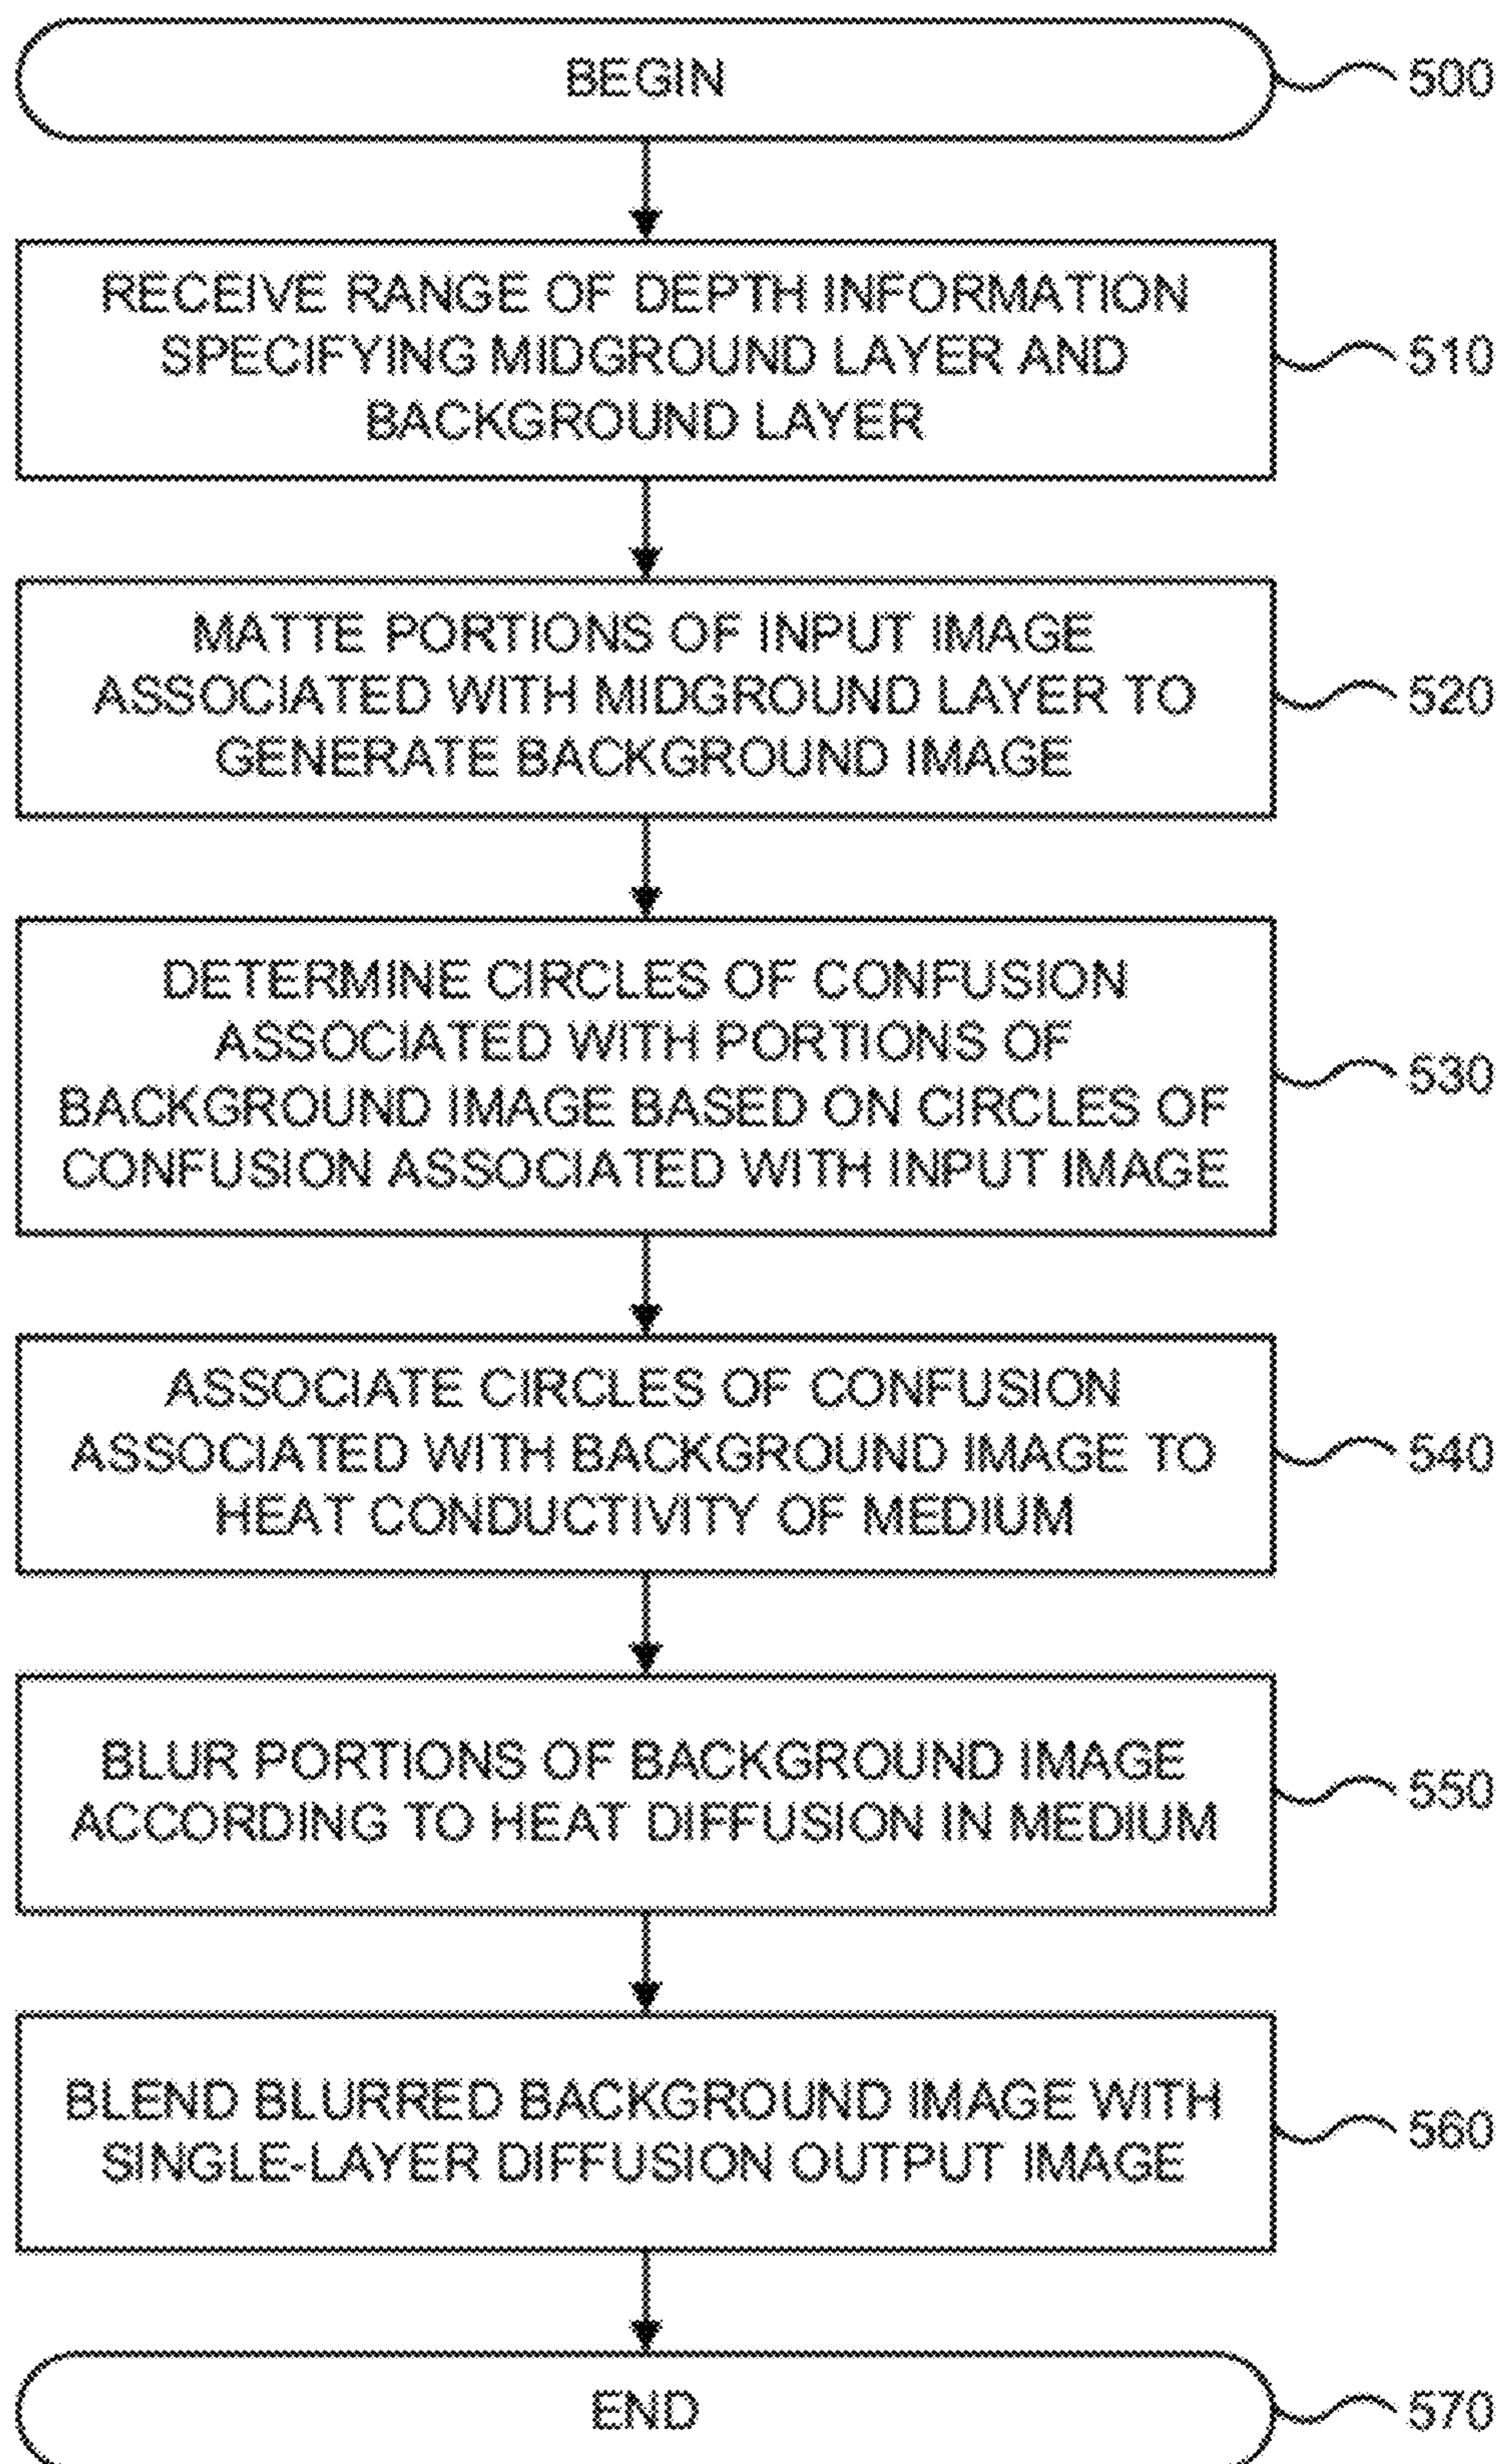 BEGIN
500
RECEIVE RANGE OF DEPTH INFORMATION
SPECIFYING MIDGROUND LAYER AND
BACKGROUND LAYER
510
MATTE PORTIONS OF INPUT IMAGE
ASSOCIATED WITH MIDGROUND LAYER TO
GENERATE BACKGROUND IMAGE
520
DETERMINE CIRCLES OF CONFUSION
ASSOCIATED WITH PORTIONS OF
BACKGROUND IMAGE BASED ON CIRCLES OF
CONFUSION ASSOCIATED WITH INPUT IMAGE
530
ASSOCIATE CIRCLES OF CONFUSION
ASSOCIATED WITH BACKGROUND IMAGE TO
HEAT CONDUCTIVITY OF MEDIUM
540
BLUR PORTIONS OF BACKGROUND IMAGE
ACCORDING TO HEAT DIFFUSION IN MEDIUM
550
BLEND BLURRED BACKGROUND IMAGE WITH
SINGLE-LAYER DIFFUSION OUTPUT IMAGE
560
END
570